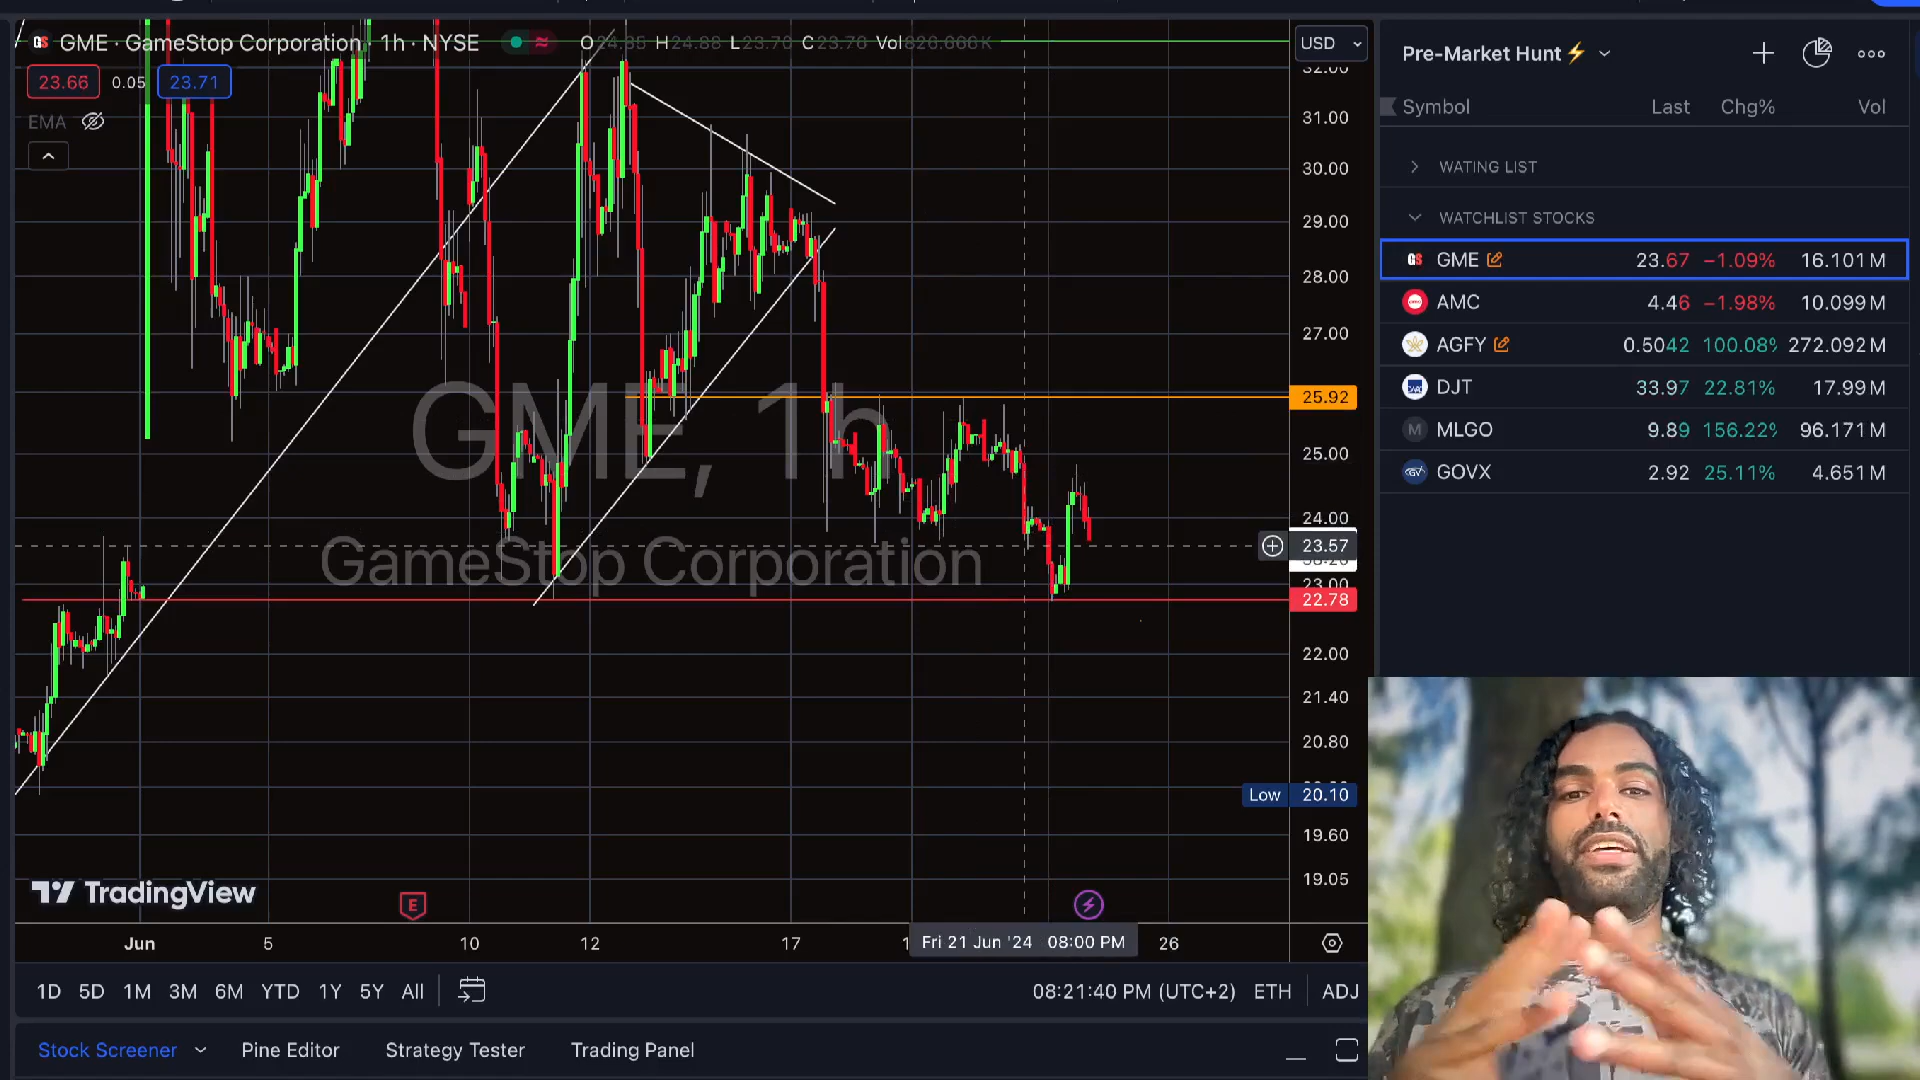 GME · GameStop Corporation · 1h · NYSE
H24.88 L23.70 C23.70
23.66 0.05 23.71
EMA
USD
32.00
31.00
30.00
29.00
28.00
27.00
25.92
25.00
24.00
23.57
23.00
22.78
22.00
21.40
20.80
Low 20.10
19.60
19.05
GME, 1h
GameStop Corporation
TradingView
E
Jun 5 10 12 17 Fri 21 Jun '24 08:00 PM 26
1D 5D 1M 3M 6M YTD 1Y 5Y All
08:21:40 PM (UTC+2) ETH ADJ
Stock Screener Pine Editor Strategy Tester Trading Panel
Pre-Market Hunt
Symbol Last Chg% Vol
WATING LIST
WATCHLIST STOCKS
GME 23.67 −1.09% 16.101 M
AMC 4.46 −1.98% 10.099 M
AGFY 0.5042 100.08% 272.092 M
DJT 33.97 22.81% 17.99 M
M MLGO 9.89 156.22% 96.171 M
GOVX 2.92 25.11% 4.651 M